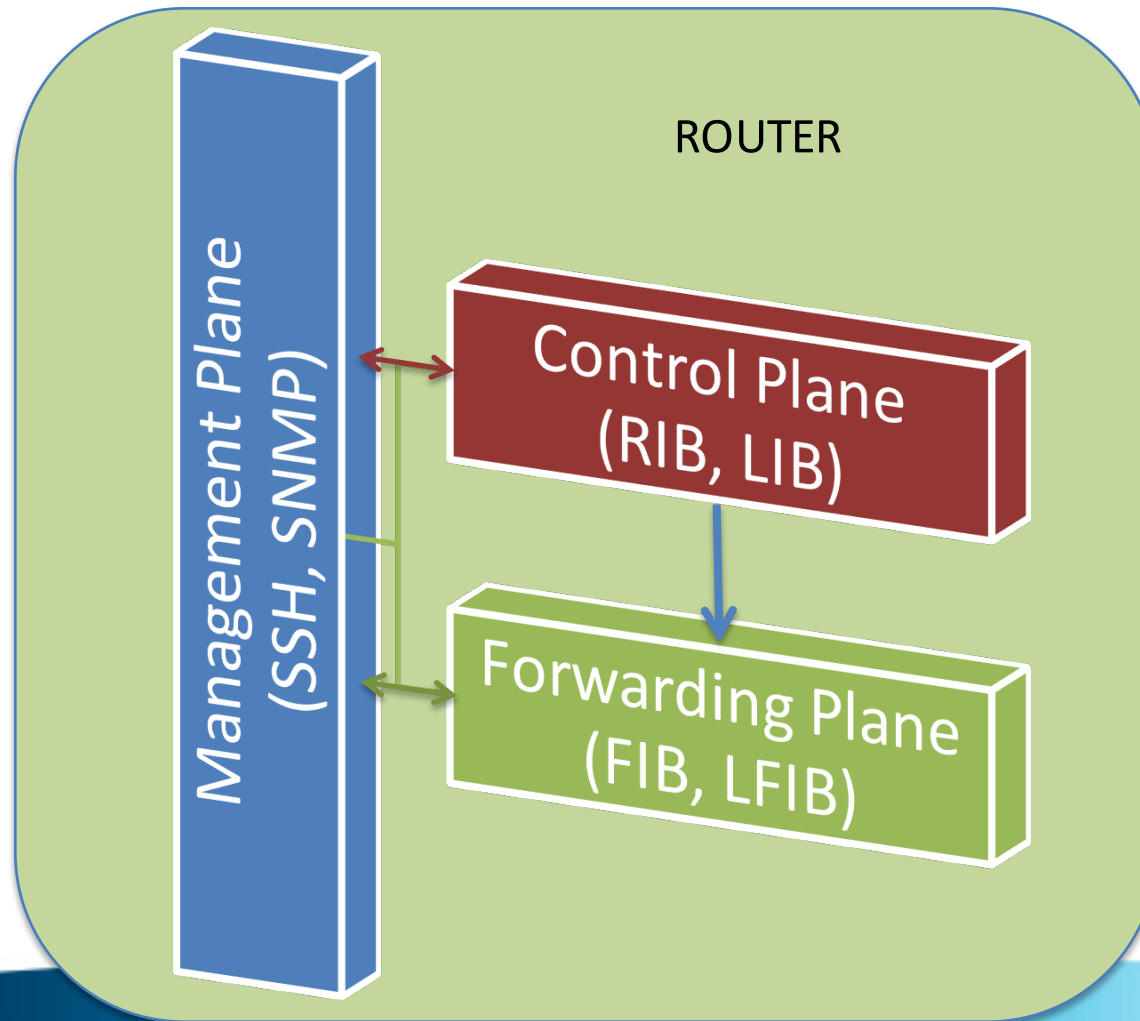 ROUTER
Management Plane
(SSH, SNMP)
Control Plane
(RIB, LIB)
Forwarding Plane
(FIB, LFIB)